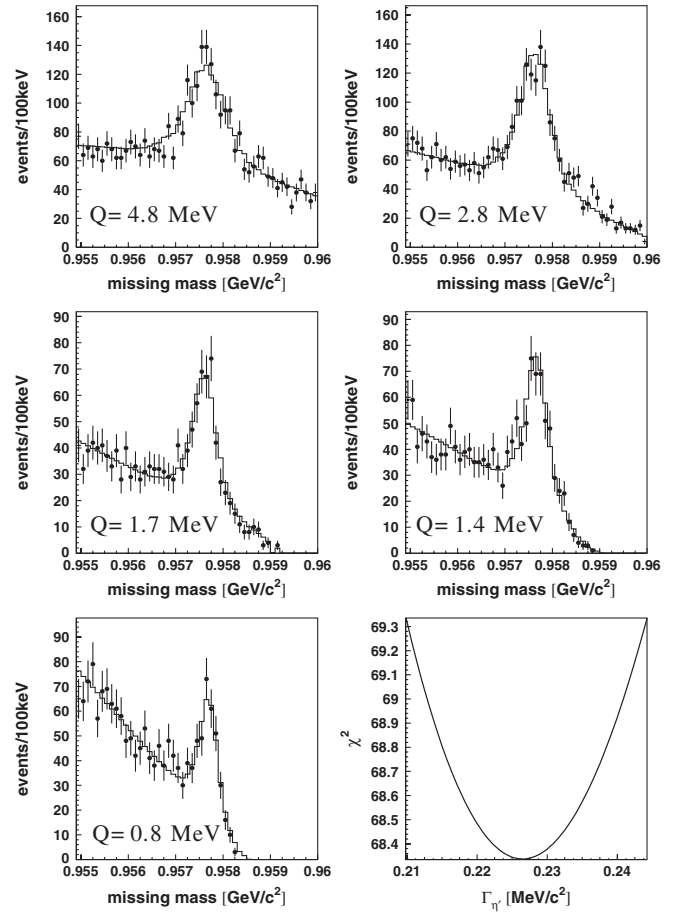 events/100keV
160
140
120
100
80
60
40
20
0
Q= 4.8 MeV
0.955 0.956 0.957 0.958 0.959 0.96
missing mass [GeV/c²]
events/100keV
160
140
120
100
80
60
40
20
0
Q= 2.8 MeV
0.955 0.956 0.957 0.958 0.959 0.96
missing mass [GeV/c²]
events/100keV
90
80
70
60
50
40
30
20
10
0
Q= 1.7 MeV
0.955 0.956 0.957 0.958 0.959 0.96
missing mass [GeV/c²]
events/100keV
90
80
70
60
50
40
30
20
10
0
Q= 1.4 MeV
0.955 0.956 0.957 0.958 0.959 0.96
missing mass [GeV/c²]
events/100keV
90
80
70
60
50
40
30
20
10
0
Q= 0.8 MeV
0.955 0.956 0.957 0.958 0.959 0.96
missing mass [GeV/c²]
χ²
69.3
69.2
69.1
69
68.9
68.8
68.7
68.6
68.5
68.4
0.21 0.22 0.23 0.24
Γη′ [MeV/c²]